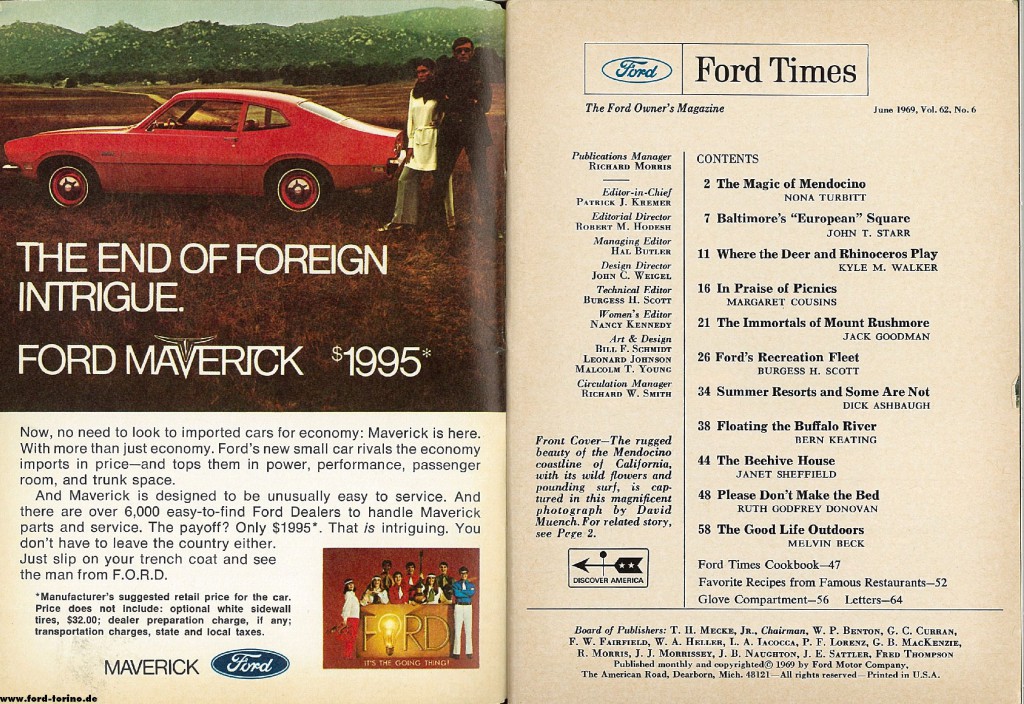 THE END OF FOREIGN
INTRIGUE.
FORD MAVERICK $1995*
Now, no need to look to imported cars for economy: Maverick is here.
With more than just economy. Ford's new small car rivals the economy
imports in price—and tops them in power, performance, passenger
room, and trunk space.
And Maverick is designed to be unusually easy to service. And
there are over 6,000 easy-to-find Ford Dealers to handle Maverick
parts and service. The payoff? Only $1995*. That is intriguing. You
don't have to leave the country either.
Just slip on your trench coat and see
the man from F.O.R.D.
*Manufacturer's suggested retail price for the car.
Price does not include: optional white sidewall
tires, $32.00; dealer preparation charge, if any;
transportation charges, state and local taxes.
FORD
IT'S THE GOING THING!
MAVERICK Ford
www.ford-torino.de
Ford Ford Times
The Ford Owner's Magazine June 1969, Vol. 62, No. 6
Publications Manager
RICHARD MORRIS
Editor-in-Chief
PATRICK J. KREMER
Editorial Director
ROBERT M. HODESH
Managing Editor
HAL BUTLER
Design Director
JOHN C. WEIGEL
Technical Editor
BURGESS H. SCOTT
Women's Editor
NANCY KENNEDY
Art & Design
BILL F. SCHMIDT
LEONARD JOHNSON
MALCOLM T. YOUNG
Circulation Manager
RICHARD W. SMITH
Front Cover—The rugged
beauty of the Mendocino
coastline of California,
with its wild flowers and
pounding surf, is cap-
tured in this magnificent
photograph by David
Muench. For related story,
see Page 2.
DISCOVER AMERICA
CONTENTS
2 The Magic of Mendocino
NONA TURBITT
7 Baltimore's "European" Square
JOHN T. STARR
11 Where the Deer and Rhinoceros Play
KYLE M. WALKER
16 In Praise of Picnics
MARGARET COUSINS
21 The Immortals of Mount Rushmore
JACK GOODMAN
26 Ford's Recreation Fleet
BURGESS H. SCOTT
34 Summer Resorts and Some Are Not
DICK ASHBAUGH
38 Floating the Buffalo River
BERN KEATING
44 The Beehive House
JANET SHEFFIELD
48 Please Don't Make the Bed
RUTH GODFREY DONOVAN
58 The Good Life Outdoors
MELVIN BECK
Ford Times Cookbook—47
Favorite Recipes from Famous Restaurants—52
Glove Compartment—56 Letters—64
Board of Publishers: T. H. MECKE, JR., Chairman, W. P. BENTON, G. C. CURRAN,
F. W. FAIRFIELD, W. A. HELLER, L. A. IACOCCA, P. F. LORENZ, G. B. MACKENZIE,
R. MORRIS, J. J. MORRISSEY, J. B. NAUGHTON, J. E. SATTLER, FRED THOMPSON
Published monthly and copyrighted © 1969 by Ford Motor Company,
The American Road, Dearborn, Mich. 48121—All rights reserved—Printed in U.S.A.